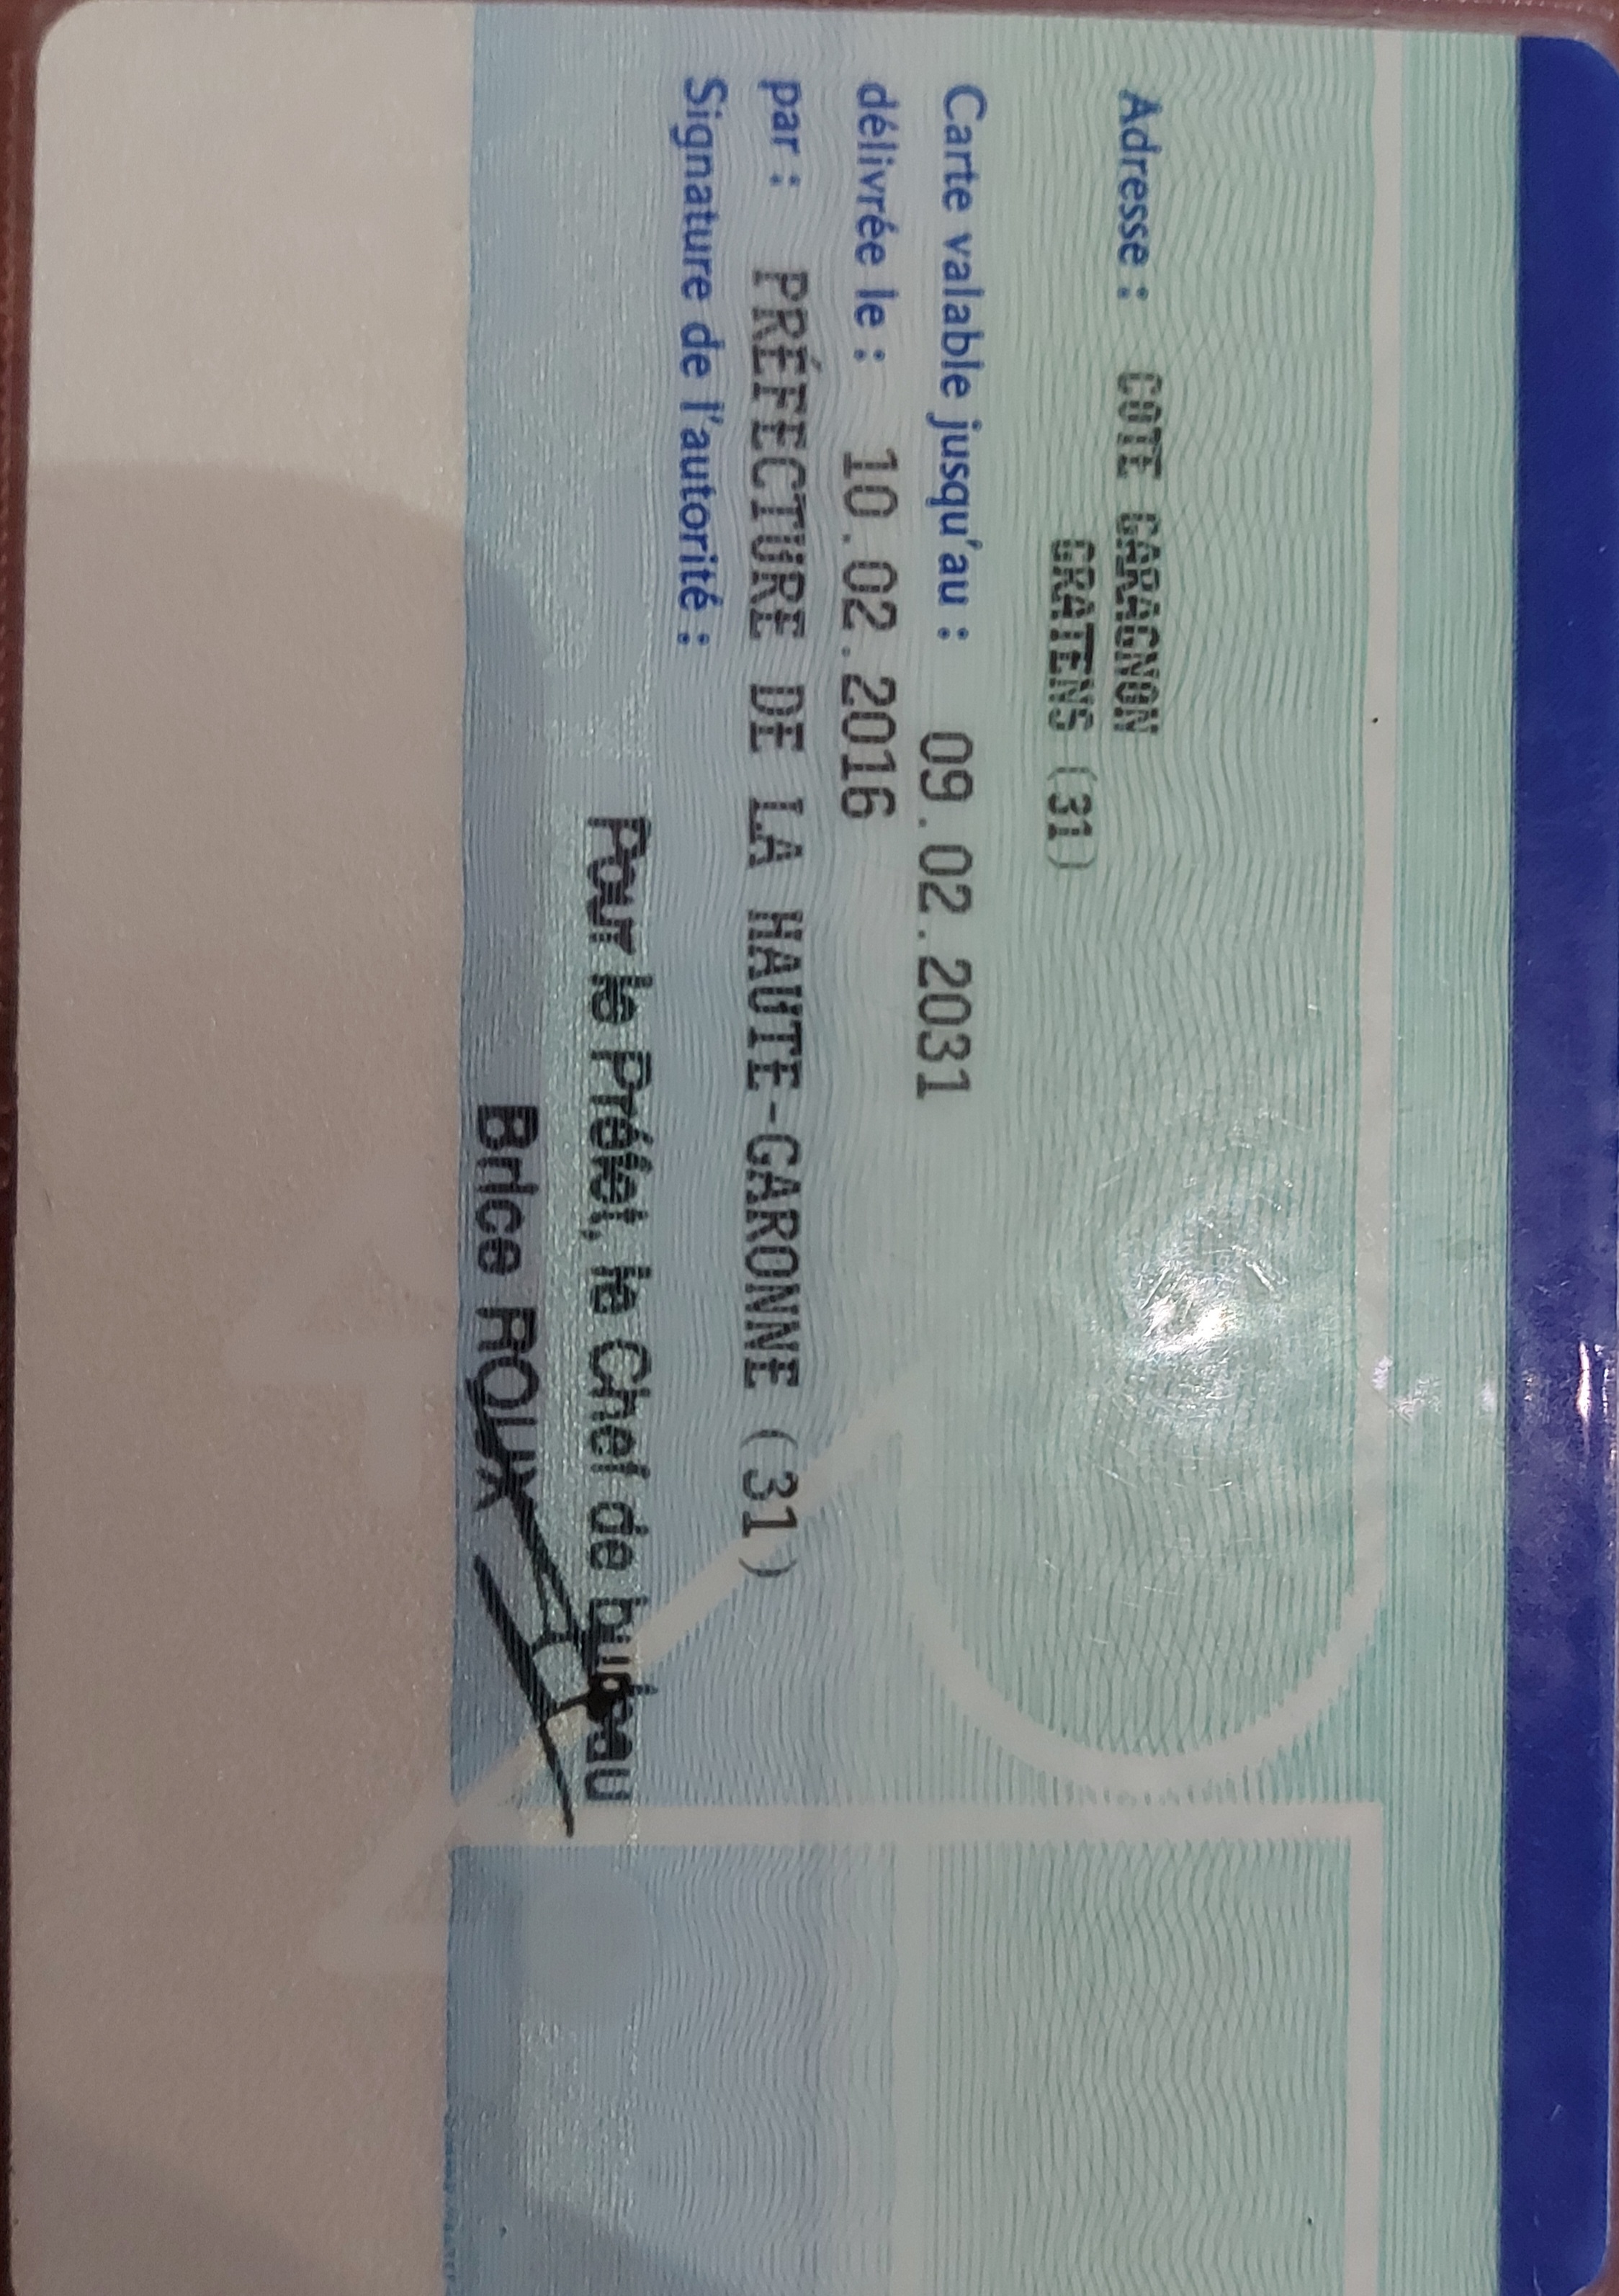 Adresse : COTE GARAGNON
GRATENS (31)
Carte valable jusqu'au : 09.02.2031
délivrée le : 10.02.2016
par : PRÉFECTURE DE LA HAUTE-GARONNE (31)
Signature de l'autorité :
Pour le Préfet, le Chef de bureau
Brice ROUX